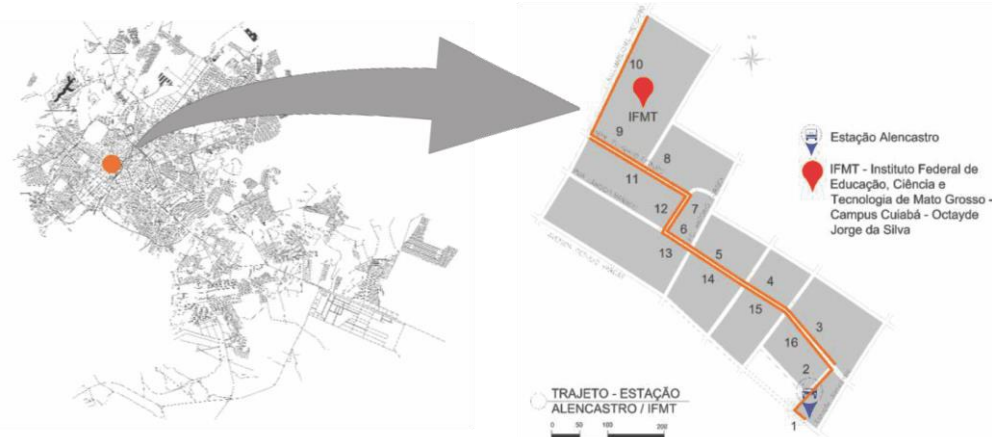 10
IFMT
9
8
11
12
7
6
13
5
14
4
15
3
16
2
1
Estação Alencastro
IFMT - Instituto Federal de
Educação, Ciência e
Tecnologia de Mato Grosso -
Campus Cuiabá - Octayde
Jorge da Silva
TRAJETO - ESTAÇÃO
ALENCASTRO / IFMT
0 50 100 200